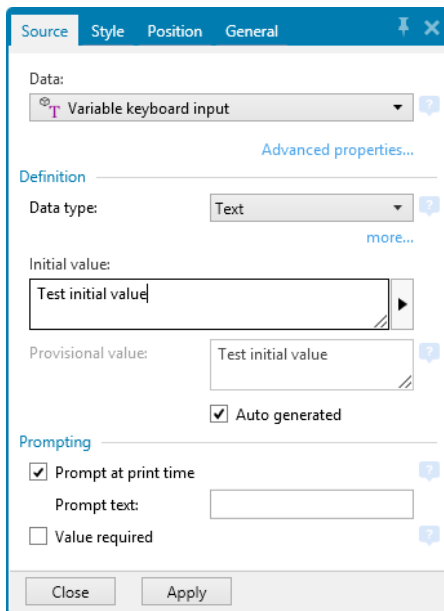 Source Style Position General
Data:
T Variable keyboard input
Advanced properties...
Definition
Data type: Text
more...
Initial value:
Test initial value
Provisional value: Test initial value
Auto generated
Prompting
Prompt at print time
Prompt text:
Value required
Close Apply